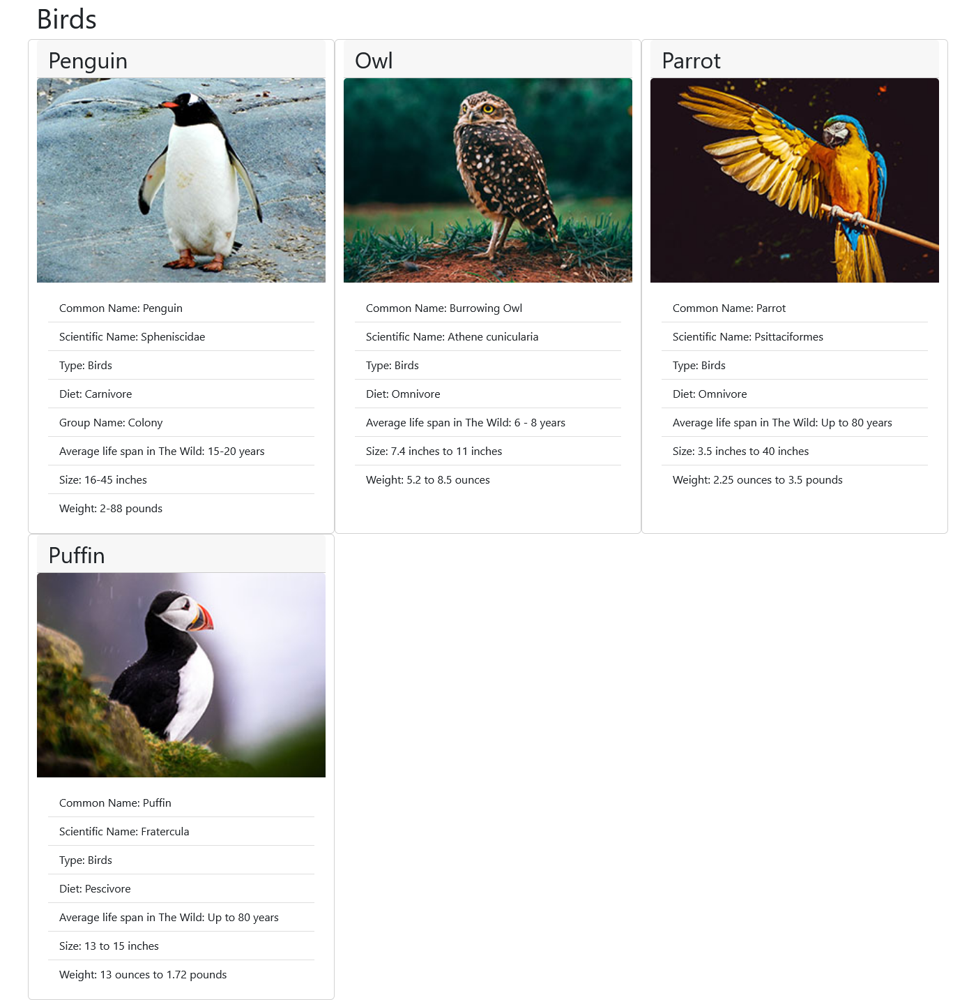 Birds
Penguin
Common Name: Penguin
Scientific Name: Spheniscidae
Type: Birds
Diet: Carnivore
Group Name: Colony
Average life span in The Wild: 15-20 years
Size: 16-45 inches
Weight: 2-88 pounds
Owl
Common Name: Burrowing Owl
Scientific Name: Athene cunicularia
Type: Birds
Diet: Omnivore
Average life span in The Wild: 6 - 8 years
Size: 7.4 inches to 11 inches
Weight: 5.2 to 8.5 ounces
Parrot
Common Name: Parrot
Scientific Name: Psittaciformes
Type: Birds
Diet: Omnivore
Average life span in The Wild: Up to 80 years
Size: 3.5 inches to 40 inches
Weight: 2.25 ounces to 3.5 pounds
Puffin
Common Name: Puffin
Scientific Name: Fratercula
Type: Birds
Diet: Pescivore
Average life span in The Wild: Up to 80 years
Size: 13 to 15 inches
Weight: 13 ounces to 1.72 pounds